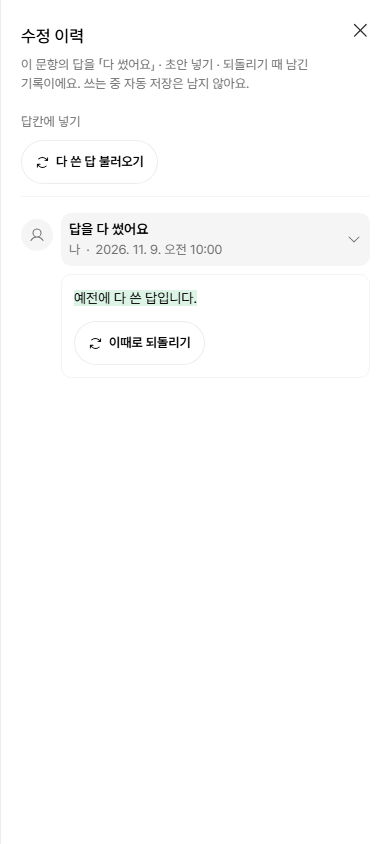 수정 이력
이 문항의 답을 「다 썼어요」 · 초안 넣기 · 되돌리기 때 남긴
기록이에요. 쓰는 중 자동 저장은 남지 않아요.
답칸에 넣기
다 쓴 답 불러오기
답을 다 썼어요
나 · 2026. 11. 9. 오전 10:00
예전에 다 쓴 답입니다.
이때로 되돌리기